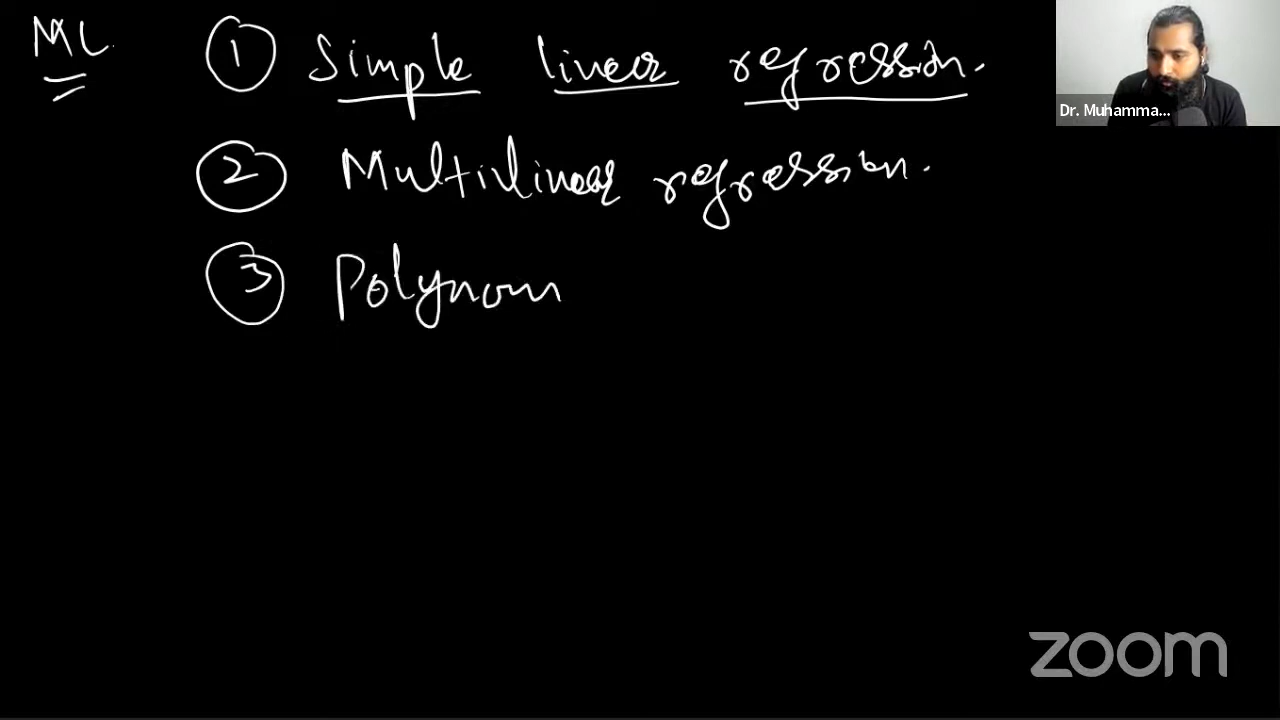 ML
① Simple linear regression.
② Multilinear regression.
③ Polynom
Dr. Muhamma...
zoom